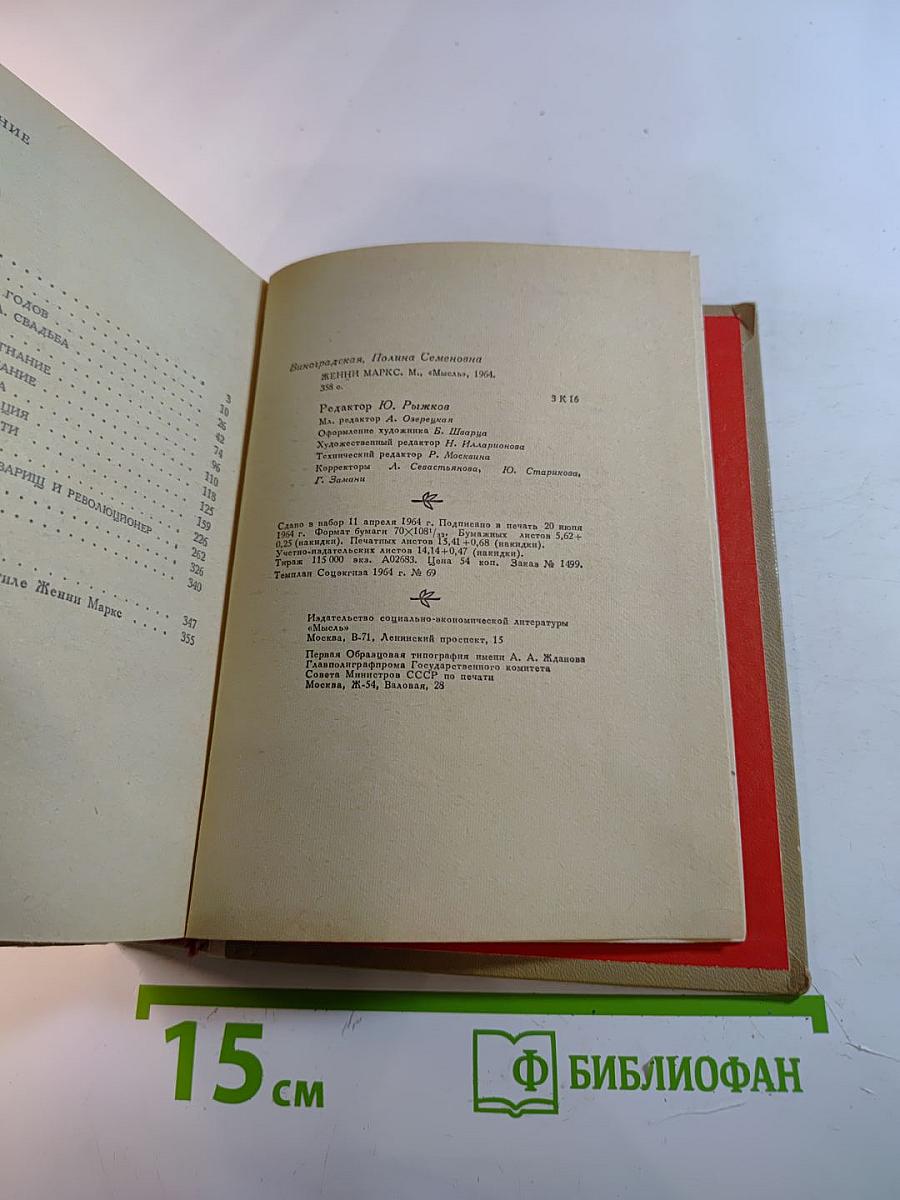 НИЕ
ГОДОВ
А. СВАДЬБА
ГНАНИЕ
АНИЕ
А
ЦИЯ
СТИ
ВАРИЩ И РЕВОЛЮЦИОНЕР
иле Женни Маркс
3
10
26
42
74
96
110
118
125
159
226
262
326
340
347
355
Виноградская, Полина Семеновна
ЖЕННИ МАРКС. М., «Мысль», 1964.
358 с.
3 К 16
Редактор Ю. Рыжков
Мл. редактор А. Озерецкая
Оформление художника Б. Шварца
Художественный редактор Н. Илларионова
Технический редактор Р. Москвина
Корректоры Л. Севастьянова, Ю. Старикова,
Г. Замани
Сдано в набор 11 апреля 1964 г. Подписано в печать 20 июня
1964 г. Формат бумаги 70×108¹/₃₂. Бумажных листов 5,62+
0,25 (накидки). Печатных листов 15,41+0,68 (накидки).
Учетно-издательских листов 14,14+0,47 (накидки).
Тираж 115 000 экз. А02683. Цена 54 коп. Заказ № 1499.
Темплан Соцэкгиза 1964 г. № 69
Издательство социально-экономической литературы
«Мысль»
Москва, В-71, Ленинский проспект, 15
Первая Образцовая типография имени А. А. Жданова
Главполиграфпрома Государственного комитета
Совета Министров СССР по печати
Москва, Ж-54, Валовая, 28
15 см
Ф БИБЛИОФАН